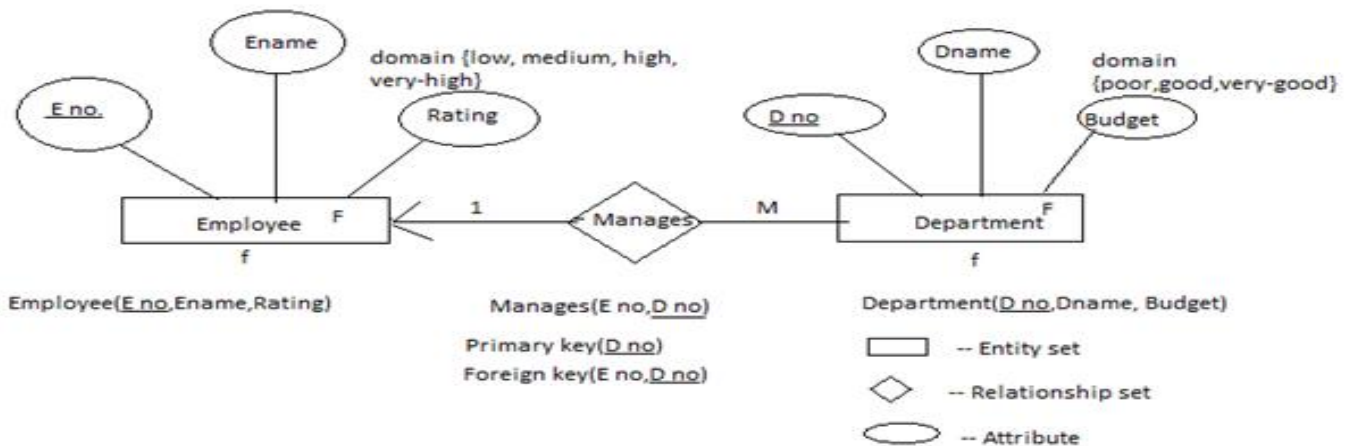 Ename
domain {low, medium, high,
very-high}
Dname
domain
{poor,good,very-good}
E no.
Rating
D no
Budget
Employee
F
1
Manages
M
Department
F
f
f
Employee(E no,Ename,Rating)
Manages(E no,D no)
Department(D no,Dname, Budget)
Primary key(D no)
-- Entity set
Foreign key(E no,D no)
-- Relationship set
-- Attribute